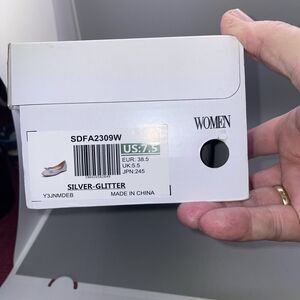 WOMEN
SDFA2309W
US:7.5
EUR: 38.5
UK:5.5
JPN:245
SILVER-GLITTER
Y3JNMDEB MADE IN CHINA